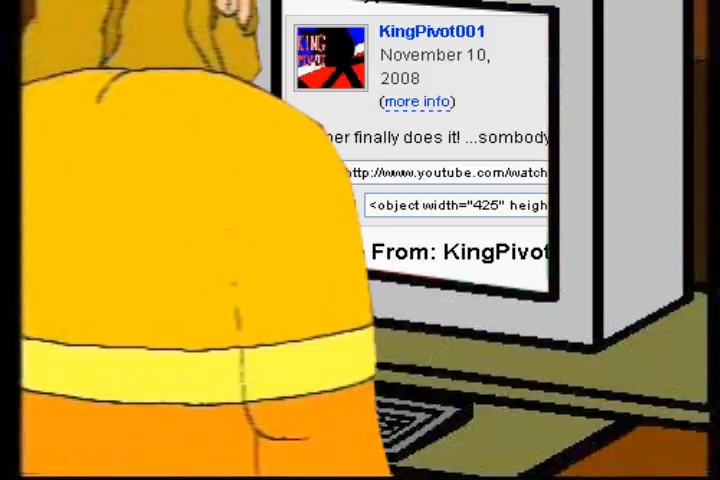 KING
PIVOT
KingPivot001
November 10,
2008
(more info)
finally does it! ...sombody
http://www.youtube.com/watch
<object width="425" heigh
From: KingPivot